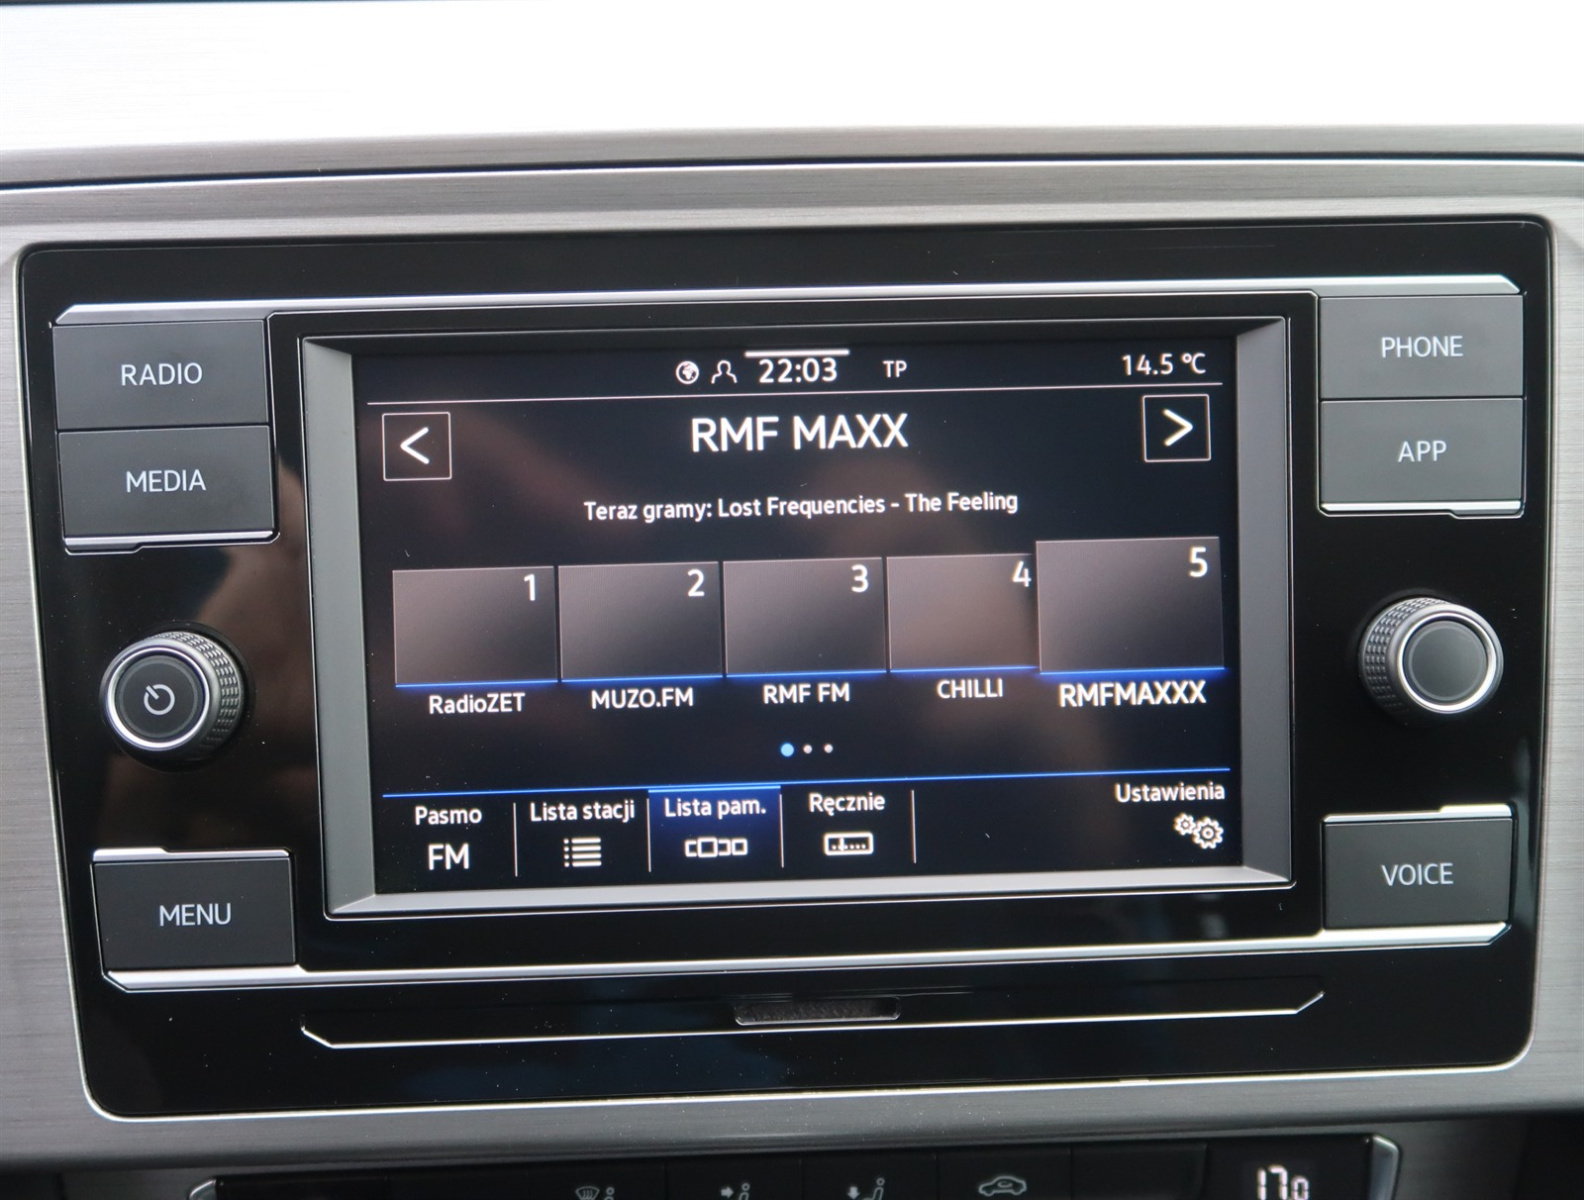 RADIO
MEDIA
MENU
22:03 TP 14.5 °C
< RMF MAXX >
Teraz gramy: Lost Frequencies - The Feeling
1 2 3 4 5
RadioZET MUZO.FM RMF FM CHILLI RMFMAXXX
Pasmo Lista stacji Lista pam. Ręcznie Ustawienia
FM
PHONE
APP
VOICE
17.0